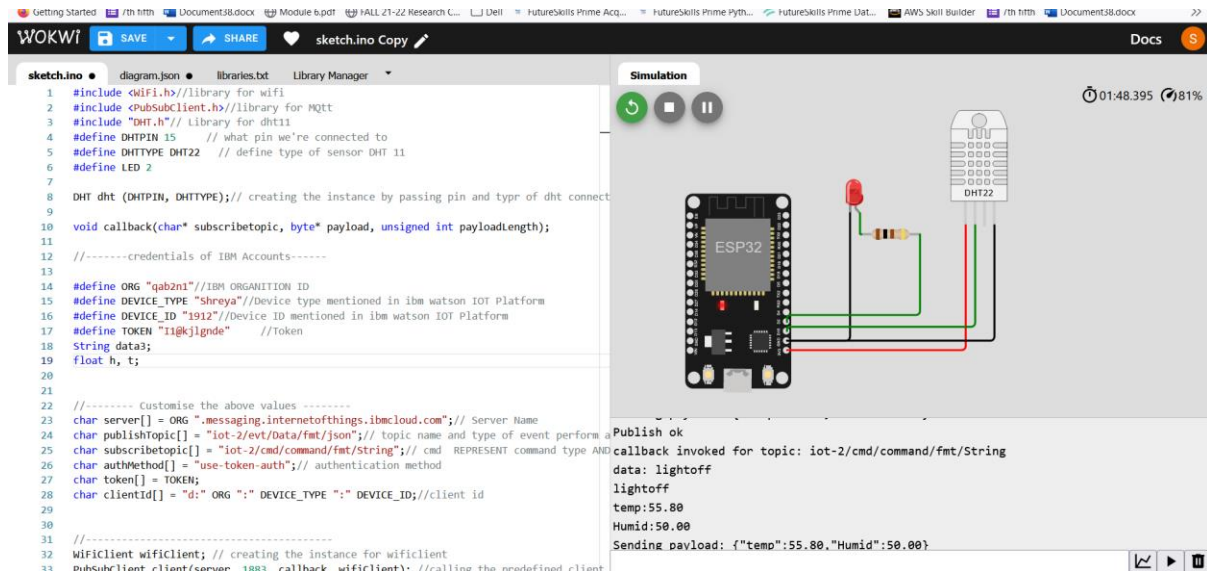 Getting Started 7th fifth Document38.docx Module 6.pdf FALL 21-22 Research C... Dell FutureSkills Prime Acq... FutureSkills Prime Pyth... FutureSkills Prime Dat... AWS Skill Builder 7th fifth Document38.docx >>
WOKWI SAVE SHARE sketch.ino Copy Docs S
sketch.ino ● diagram.json ● libraries.txt Library Manager
Simulation
01:48.395 81%
1 #include <WiFi.h>//library for wifi
2 #include <PubSubClient.h>//library for MQtt
3 #include "DHT.h"// Library for dht11
4 #define DHTPIN 15 // what pin we're connected to
5 #define DHTTYPE DHT22 // define type of sensor DHT 11
6 #define LED 2
7
8 DHT dht (DHTPIN, DHTTYPE);// creating the instance by passing pin and typr of dht connect
9
10 void callback(char* subscribetopic, byte* payload, unsigned int payloadLength);
11
12 //-------credentials of IBM Accounts------
13
14 #define ORG "qab2n1"//IBM ORGANITION ID
15 #define DEVICE_TYPE "Shreya"//Device type mentioned in ibm watson IOT Platform
16 #define DEVICE_ID "1912"//Device ID mentioned in ibm watson IOT Platform
17 #define TOKEN "I1@kjlgnde" //Token
18 String data3;
19 float h, t;
20
21
22 //-------- Customise the above values --------
23 char server[] = ORG ".messaging.internetofthings.ibmcloud.com";// Server Name
24 char publishTopic[] = "iot-2/evt/Data/fmt/json";// topic name and type of event perform a
25 char subscribetopic[] = "iot-2/cmd/command/fmt/String";// cmd REPRESENT command type AND
26 char authMethod[] = "use-token-auth";// authentication method
27 char token[] = TOKEN;
28 char clientId[] = "d:" ORG ":" DEVICE_TYPE ":" DEVICE_ID;//client id
29
30
31 //-----------------------------------------
32 WiFiClient wifiClient; // creating the instance for wificlient
33 PubSubClient client(server, 1883, callback, wifiClient); //calling the predefined client
ESP32
DHT22
Publish ok
callback invoked for topic: iot-2/cmd/command/fmt/String
data: lightoff
lightoff
temp:55.80
Humid:50.00
Sending payload: {"temp":55.80,"Humid":50.00}